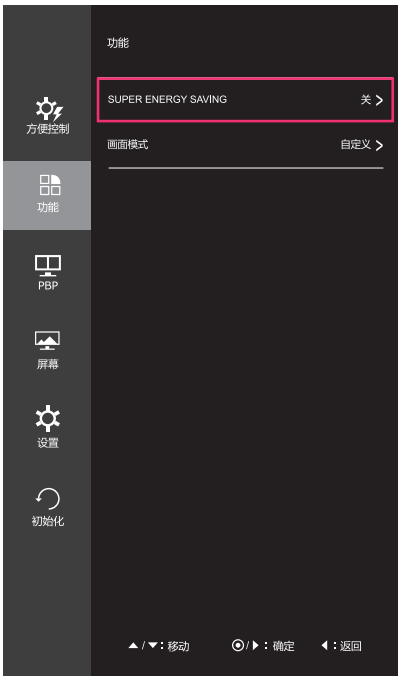 功能
SUPER ENERGY SAVING 关
画面模式 自定义
方便控制
功能
PBP
屏幕
设置
初始化
▲/▼：移动 ◉/▶：确定 ◀：返回